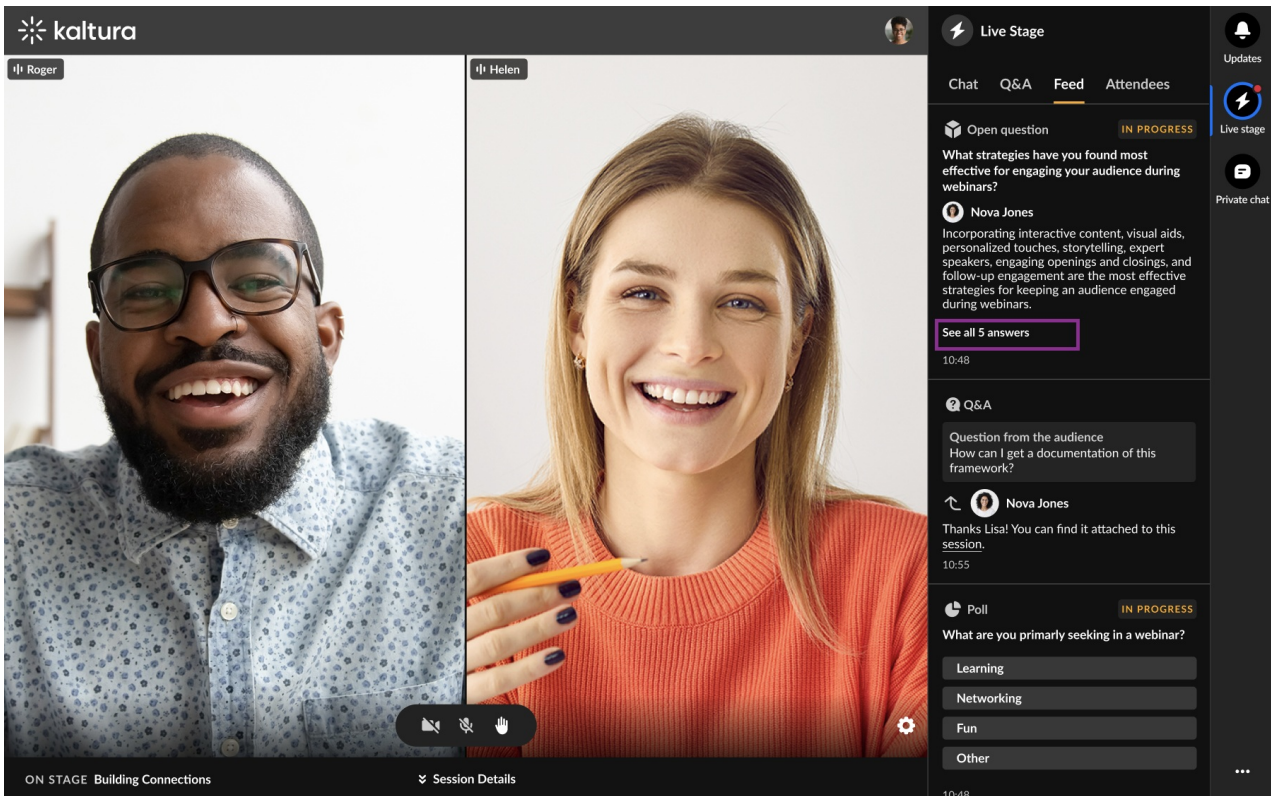 kaltura
Roger
Helen
ON STAGE Building Connections
Session Details
Live Stage
Chat Q&A Feed Attendees
Open question IN PROGRESS
What strategies have you found most
effective for engaging your audience during
webinars?
Nova Jones
Incorporating interactive content, visual aids,
personalized touches, storytelling, expert
speakers, engaging openings and closings, and
follow-up engagement are the most effective
strategies for keeping an audience engaged
during webinars.
See all 5 answers
10:48
Q&A
Question from the audience
How can I get a documentation of this
framework?
Nova Jones
Thanks Lisa! You can find it attached to this
session.
10:55
Poll IN PROGRESS
What are you primarly seeking in a webinar?
Learning
Networking
Fun
Other
10:48
Updates
Live stage
Private chat